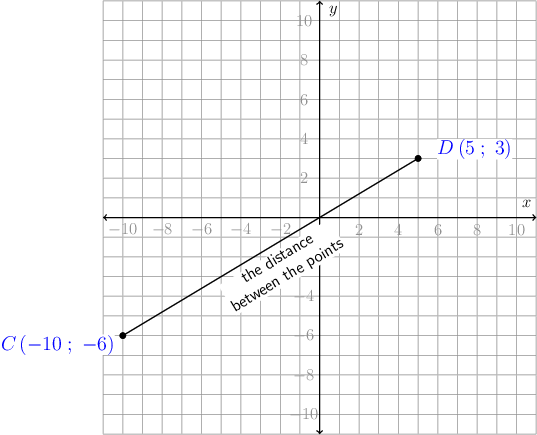 y
10
8
6
4
D (5 ; 3)
2
x
−10 −8 −6 −4 −2 2 4 6 8 10
the distance
between the points
−4
−6
C (−10 ; −6)
−8
−10